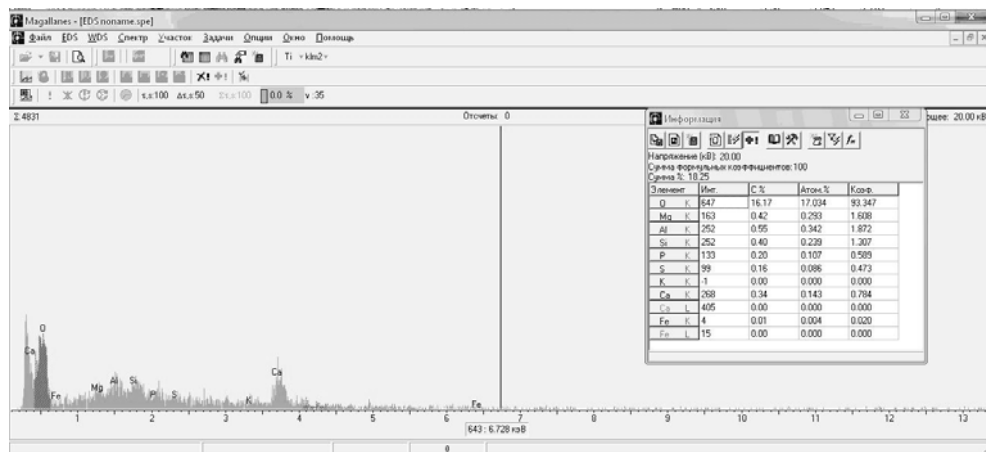 Magallanes - [EDS noname.spe]
Файл EDS WDS Спектр Участок Задачи Опции Окно Помощь
Ti klm2
τ,s:100 Δτ,s:50 Στ,s:100 0.0 % v :35
Σ 4831 Отсчеты: 0 ющее: 20.00 кВ
Информация
Напряжение (кВ): 20.00
Сумма формульных коэффициентов:100
Сумма %: 18.25
Элемент Инт. C % Атом.% Коэф.
O K 647 16.17 17.034 93.347
Mg K 163 0.42 0.293 1.608
Al K 252 0.55 0.342 1.872
Si K 252 0.40 0.239 1.307
P K 133 0.20 0.107 0.589
S K 99 0.16 0.086 0.473
K K -1 0.00 0.000 0.000
Ca K 268 0.34 0.143 0.784
Ca L 405 0.00 0.000 0.000
Fe K 4 0.01 0.004 0.020
Fe L 15 0.00 0.000 0.000
O
Ca
Fe Mg Al Si P S K Ca Fe
1 2 3 4 5 6 7 8 9 10 11 12 13
643 : 6.728 кэВ
0